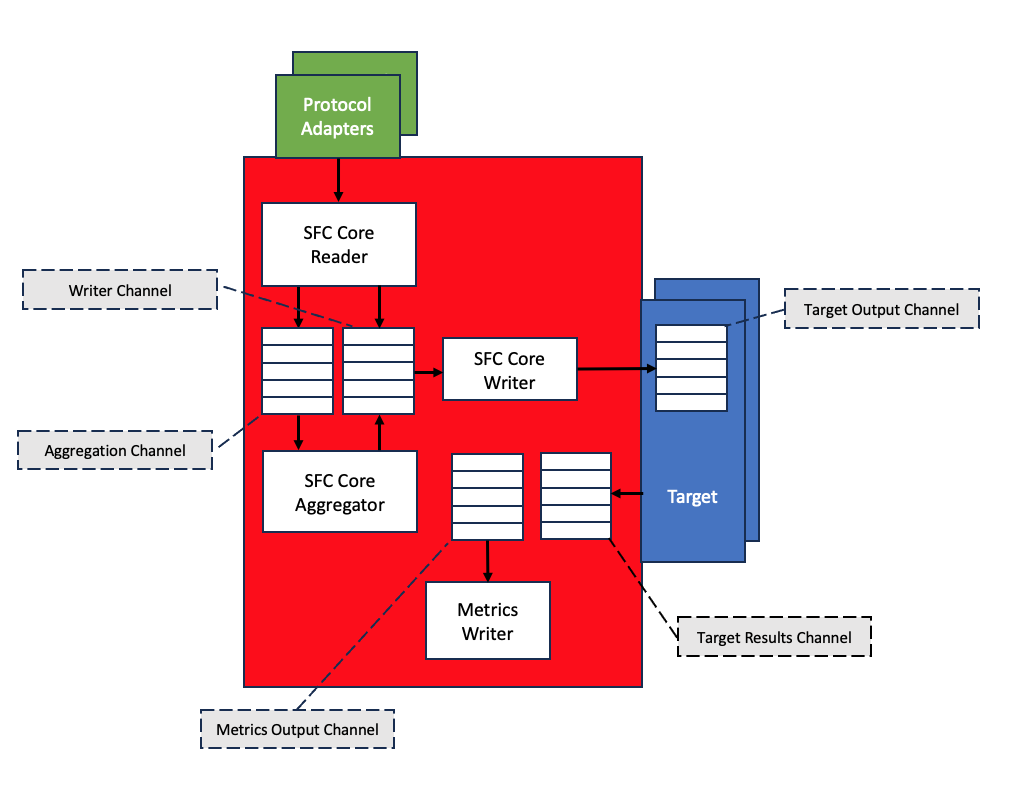 Protocol
Adapters
SFC Core
Reader
Writer Channel
Target Output Channel
SFC Core
Writer
Aggregation Channel
SFC Core
Aggregator
Target
Metrics
Writer
Target Results Channel
Metrics Output Channel